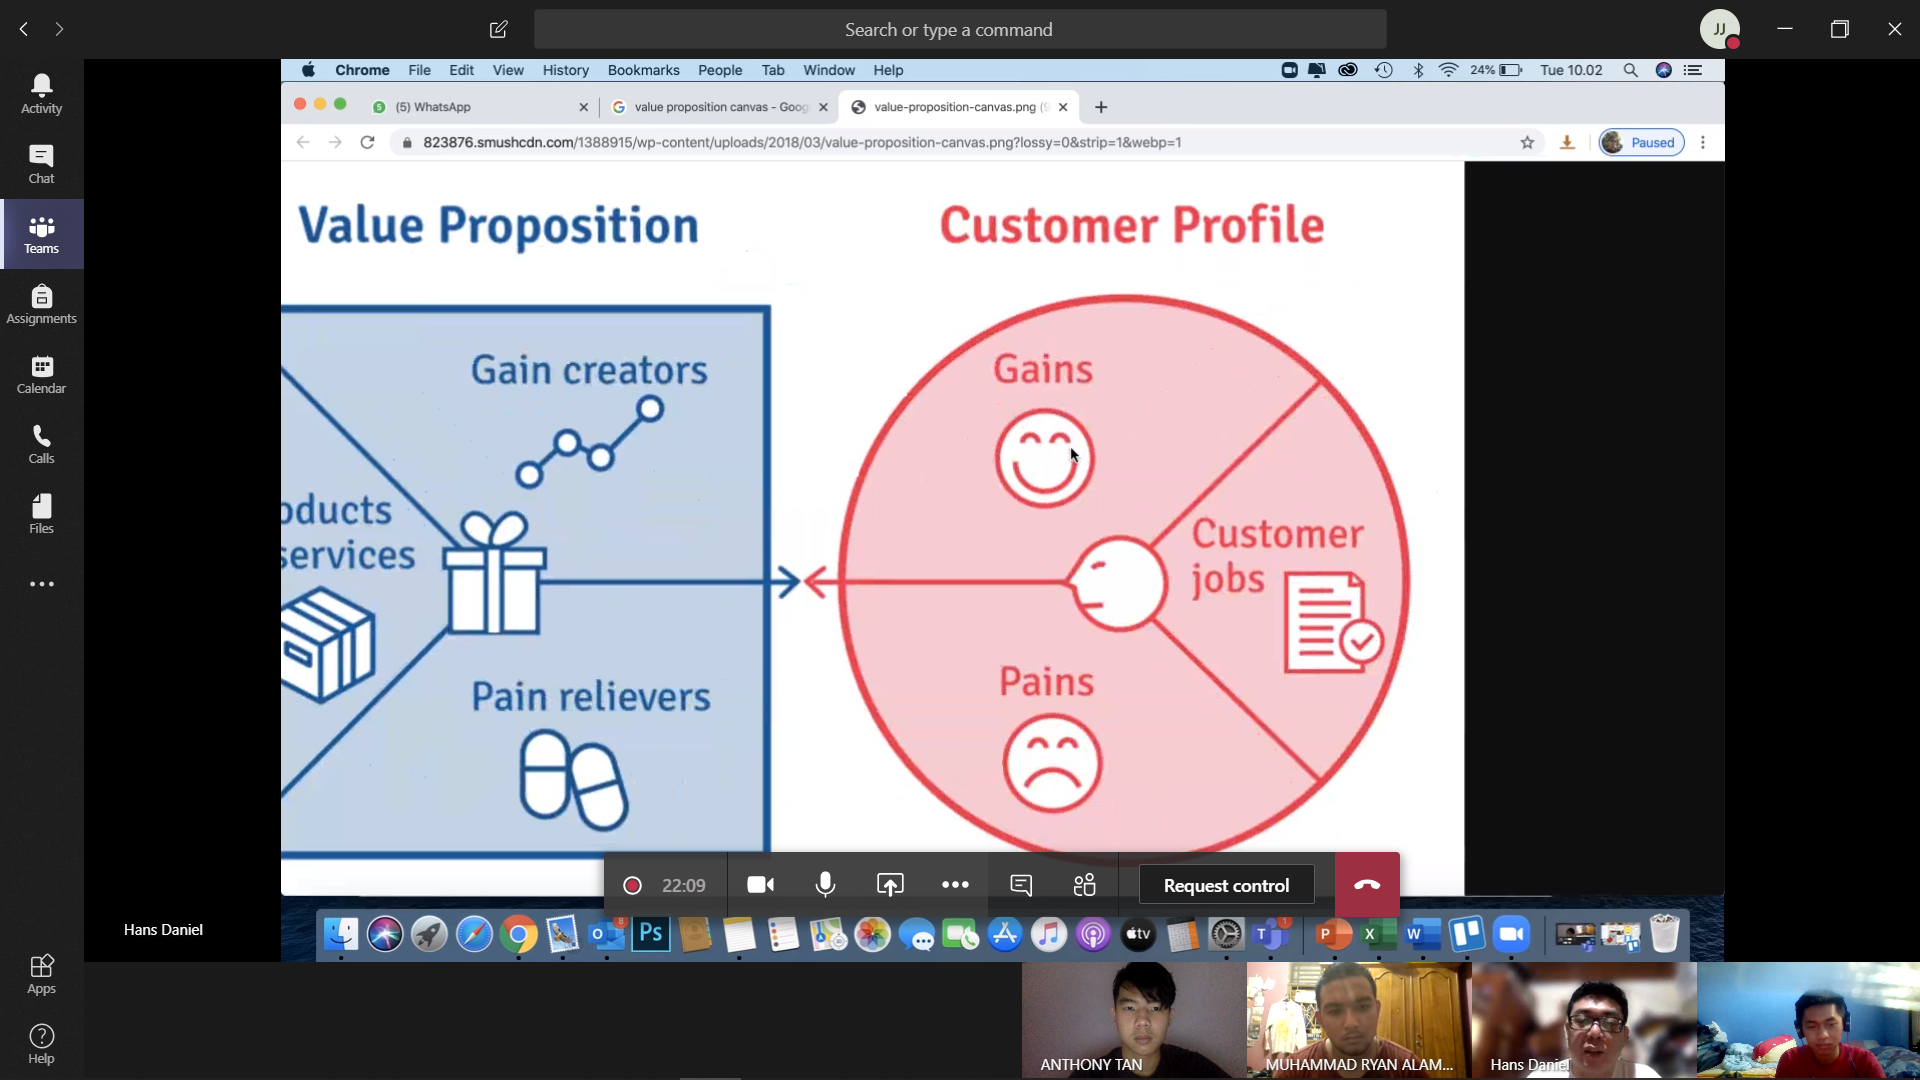 Search or type a command
JJ
Activity
Chat
Teams
Assignments
Calendar
Calls
Files
Apps
Help
Chrome File Edit View History Bookmarks People Tab Window Help
24% Tue 10.02
(5) WhatsApp
value proposition canvas - Goog
value-proposition-canvas.png (
823876.smushcdn.com/1388915/wp-content/uploads/2018/03/value-proposition-canvas.png?lossy=0&strip=1&webp=1
Paused
Value Proposition
Customer Profile
Gain creators
oducts
services
Pain relievers
Gains
Customer
jobs
Pains
22:09
Request control
Hans Daniel
Ps
tv
P
X
W
ANTHONY TAN
MUHAMMAD RYAN ALAM...
Hans Daniel